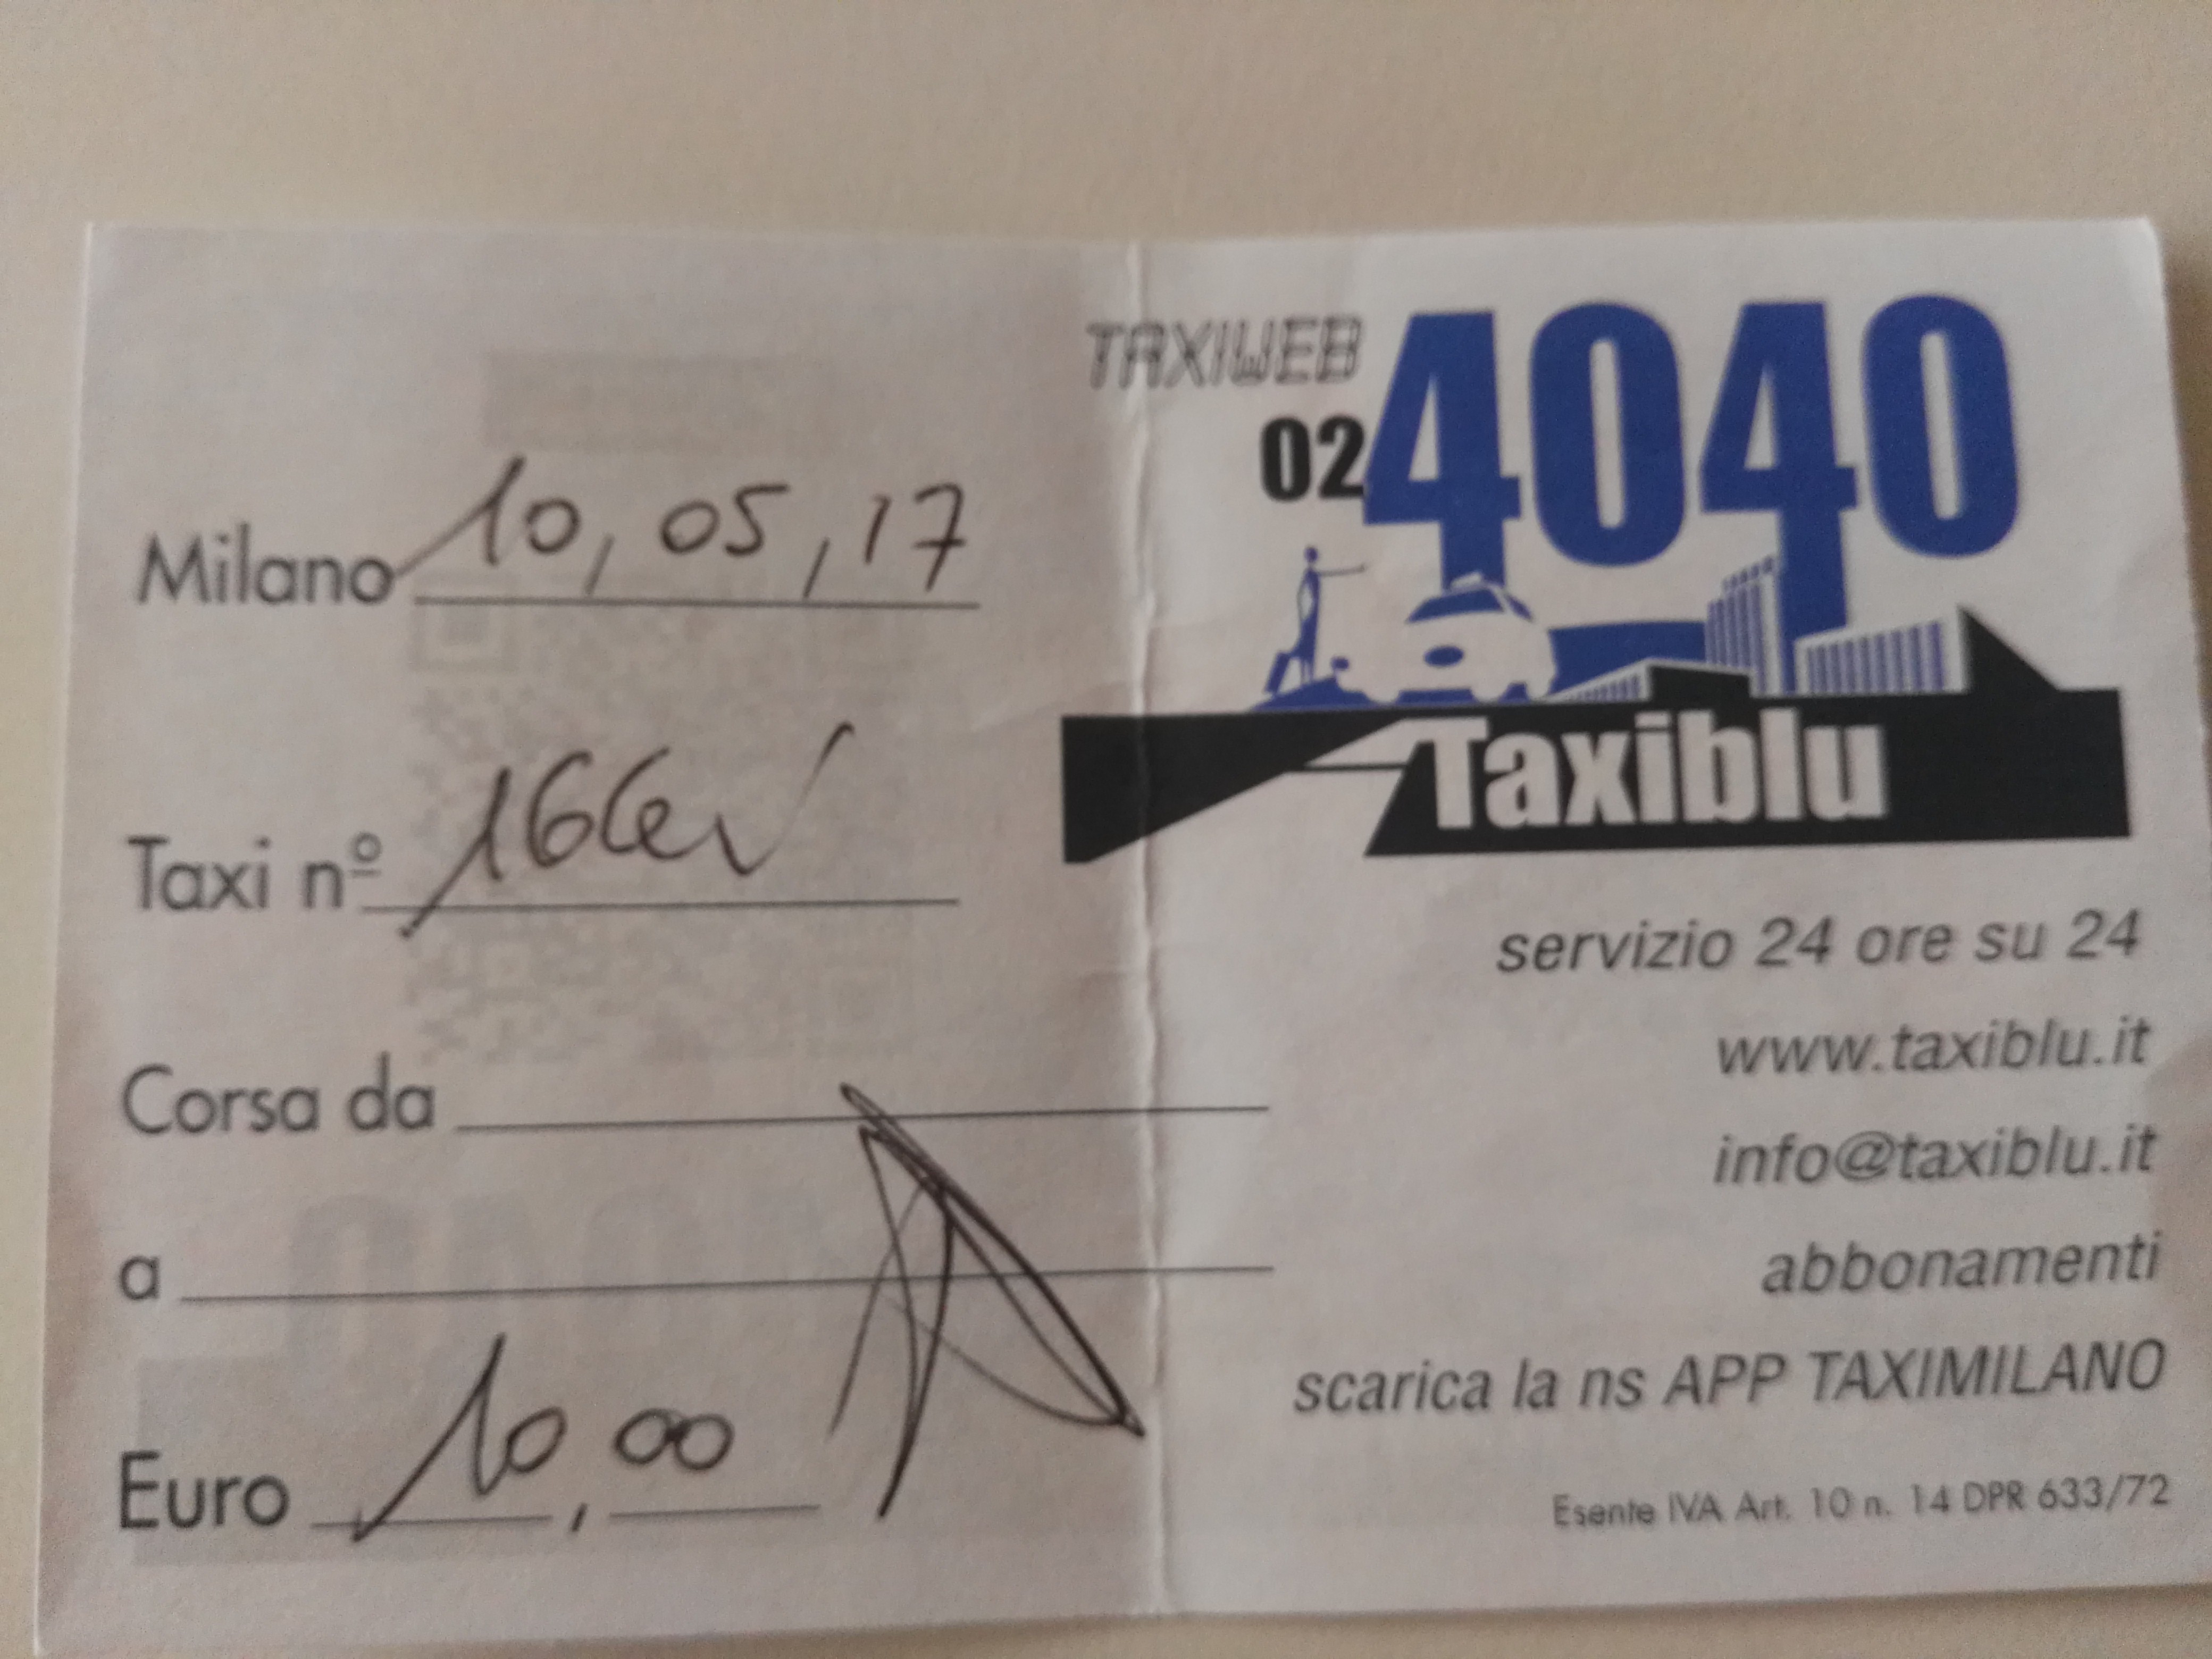 Milano 10, 05, 17
Taxi nº
Corsa da
a
Euro 10,00
TAXIWEB
02 4040
Taxiblu
servizio 24 ore su 24
www.taxiblu.it
info@taxiblu.it
abbonamenti
scarica la ns APP TAXIMILANO
Esente IVA Art. 10 n. 14 DPR 633/72